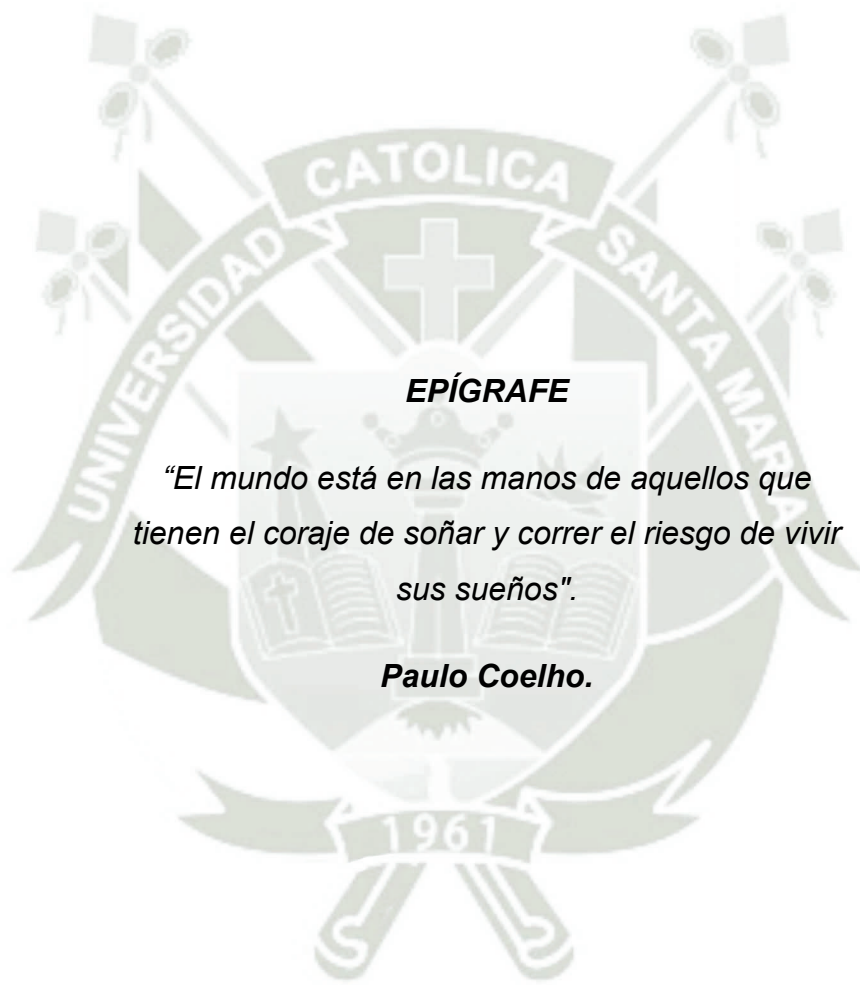 UNIVERSIDAD CATOLICA SANTA MARIA
EPÍGRAFE
“El mundo está en las manos de aquellos que
tienen el coraje de soñar y correr el riesgo de vivir
sus sueños".
Paulo Coelho.
1961